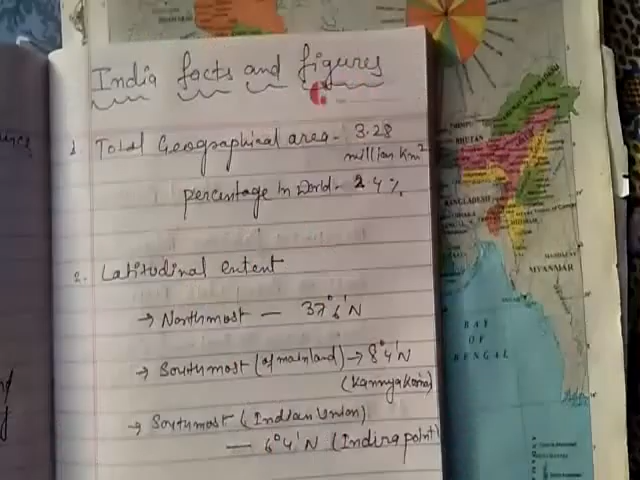 India facts and figures
1. Total Geographical area - 3.28
million Km²
percentage In World - 2.4%
2. Latitudinal extent
→ Northmost — 37°6'N
→ Southmost (of mainland) → 8°4'N
(Kannyakoin)
→ Southmost (Indian Union)
— 6°4'N (Indira point)
BHUTAN
BANGLADESH
MYANMAR
BAY
OF
BENGAL